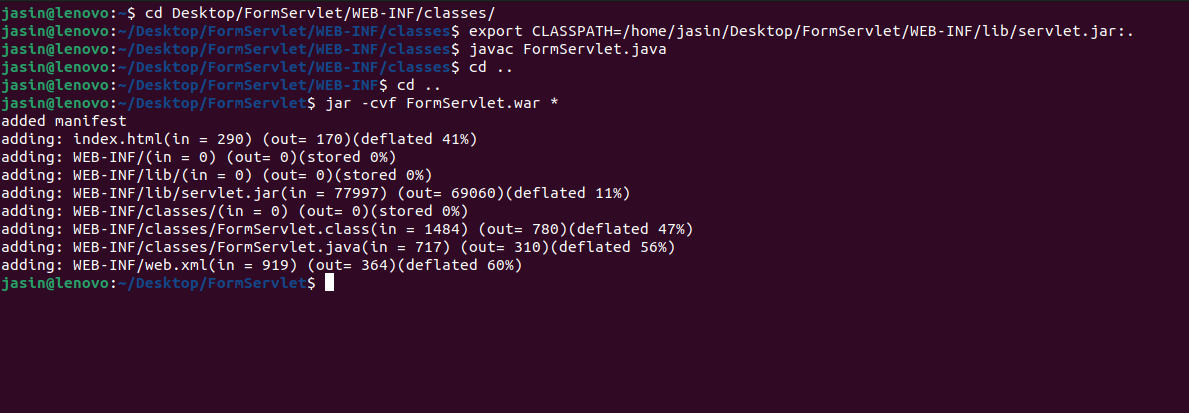 jasin@lenovo:~$ cd Desktop/FormServlet/WEB-INF/classes/
jasin@lenovo:~/Desktop/FormServlet/WEB-INF/classes$ export CLASSPATH=/home/jasin/Desktop/FormServlet/WEB-INF/lib/servlet.jar:.
jasin@lenovo:~/Desktop/FormServlet/WEB-INF/classes$ javac FormServlet.java
jasin@lenovo:~/Desktop/FormServlet/WEB-INF/classes$ cd ..
jasin@lenovo:~/Desktop/FormServlet/WEB-INF$ cd ..
jasin@lenovo:~/Desktop/FormServlet$ jar -cvf FormServlet.war *
added manifest
adding: index.html(in = 290) (out= 170)(deflated 41%)
adding: WEB-INF/(in = 0) (out= 0)(stored 0%)
adding: WEB-INF/lib/(in = 0) (out= 0)(stored 0%)
adding: WEB-INF/lib/servlet.jar(in = 77997) (out= 69060)(deflated 11%)
adding: WEB-INF/classes/(in = 0) (out= 0)(stored 0%)
adding: WEB-INF/classes/FormServlet.class(in = 1484) (out= 780)(deflated 47%)
adding: WEB-INF/classes/FormServlet.java(in = 717) (out= 310)(deflated 56%)
adding: WEB-INF/web.xml(in = 919) (out= 364)(deflated 60%)
jasin@lenovo:~/Desktop/FormServlet$